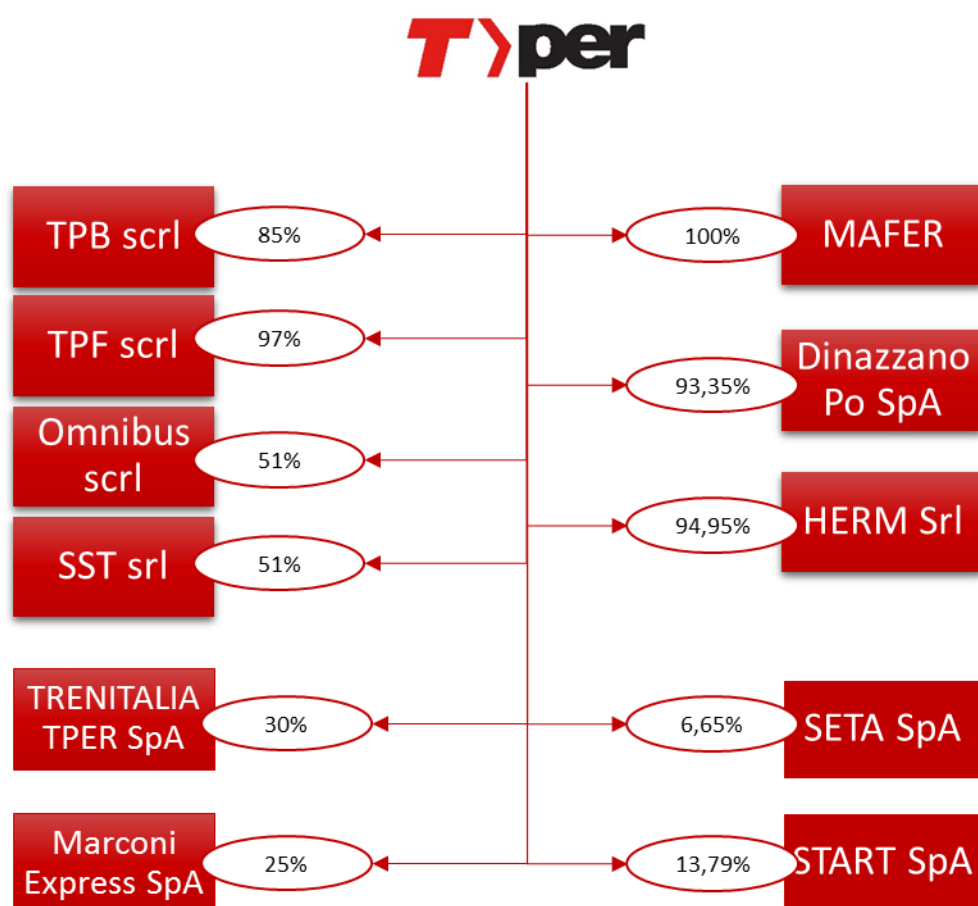 T>per
TPB scrl
85%
100%
MAFER
TPF scrl
97%
93,35%
Dinazzano
Po SpA
Omnibus
scrl
51%
94,95%
HERM Srl
SST srl
51%
TRENITALIA
TPER SpA
30%
6,65%
SETA SpA
Marconi
Express SpA
25%
13,79%
START SpA